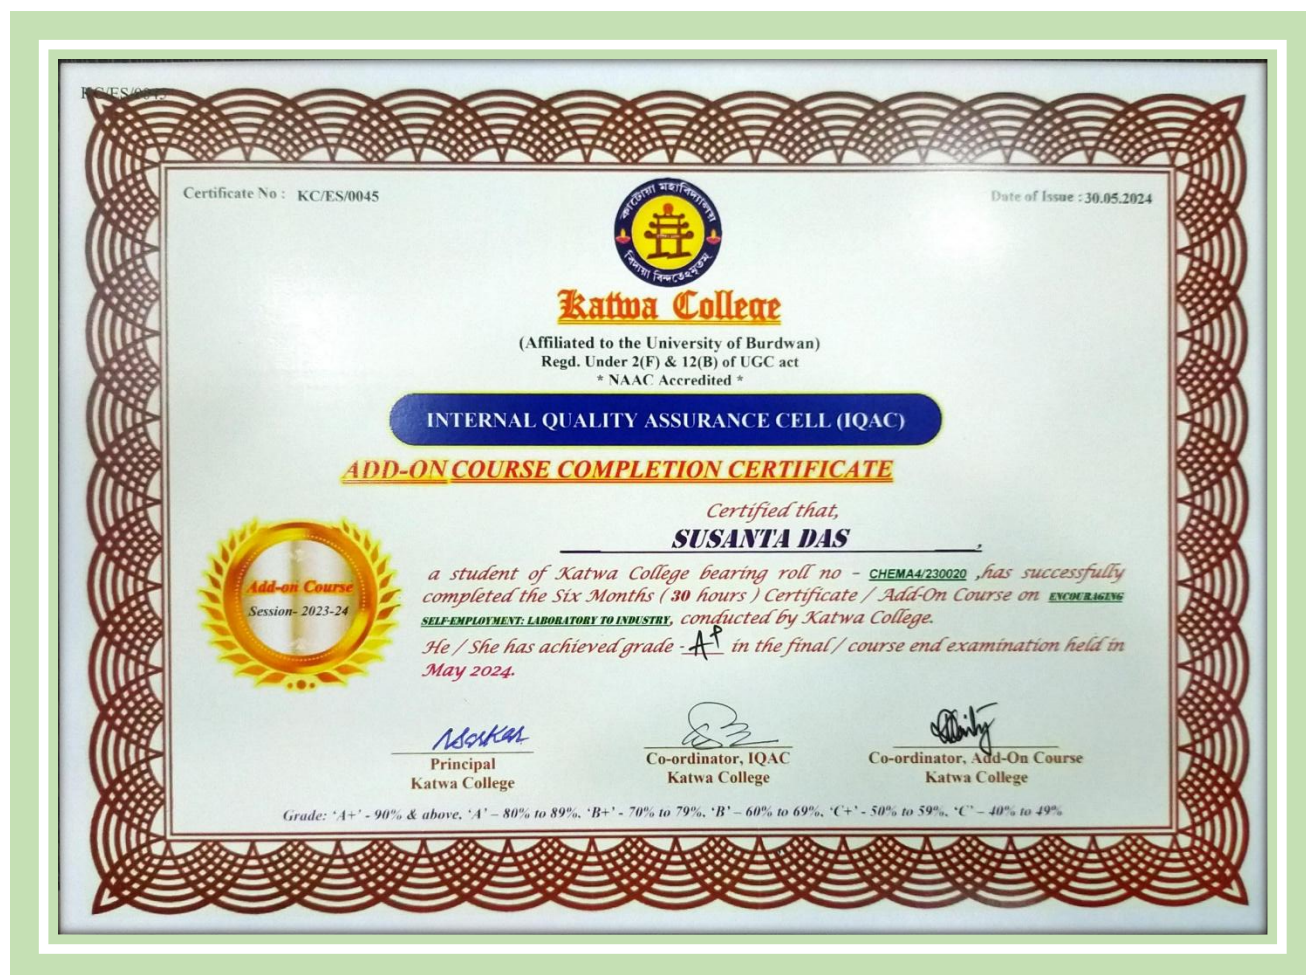 KC/ES/0045
Certificate No : KC/ES/0045
Date of Issue : 30.05.2024
কাটোয়া মহাবিদ্যালয়
Katwa College
(Affiliated to the University of Burdwan)
Regd. Under 2(F) & 12(B) of UGC act
* NAAC Accredited *
INTERNAL QUALITY ASSURANCE CELL (IQAC)
ADD-ON COURSE COMPLETION CERTIFICATE
Certified that,
SUSANTA DAS,
Add-on Course
Session- 2023-24
a student of Katwa College bearing roll no - CHEMA4/230020 ,has successfully
completed the Six Months ( 30 hours ) Certificate / Add-On Course on ENCOURAGING
SELF-EMPLOYMENT: LABORATORY TO INDUSTRY, conducted by Katwa College.
He / She has achieved grade - in the final / course end examination held in
May 2024.
Principal
Katwa College
Co-ordinator, IQAC
Katwa College
Co-ordinator, Add-On Course
Katwa College
Grade: ‘A+’ - 90% & above, ‘A’ – 80% to 89%, ‘B+’ - 70% to 79%, ‘B’ – 60% to 69%, ‘C+’ - 50% to 59%, ‘C’ – 40% to 49%